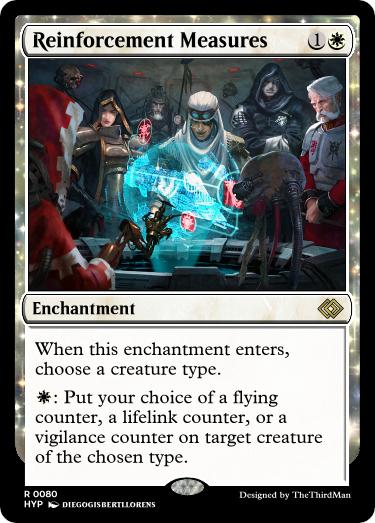 Reinforcement Measures 1
Enchantment
When this enchantment enters,
choose a creature type.
: Put your choice of a flying
counter, a lifelink counter, or a
vigilance counter on target creature
of the chosen type.
R 0080
HYP DIEGOGISBERTLLORENS
Designed by TheThirdMan